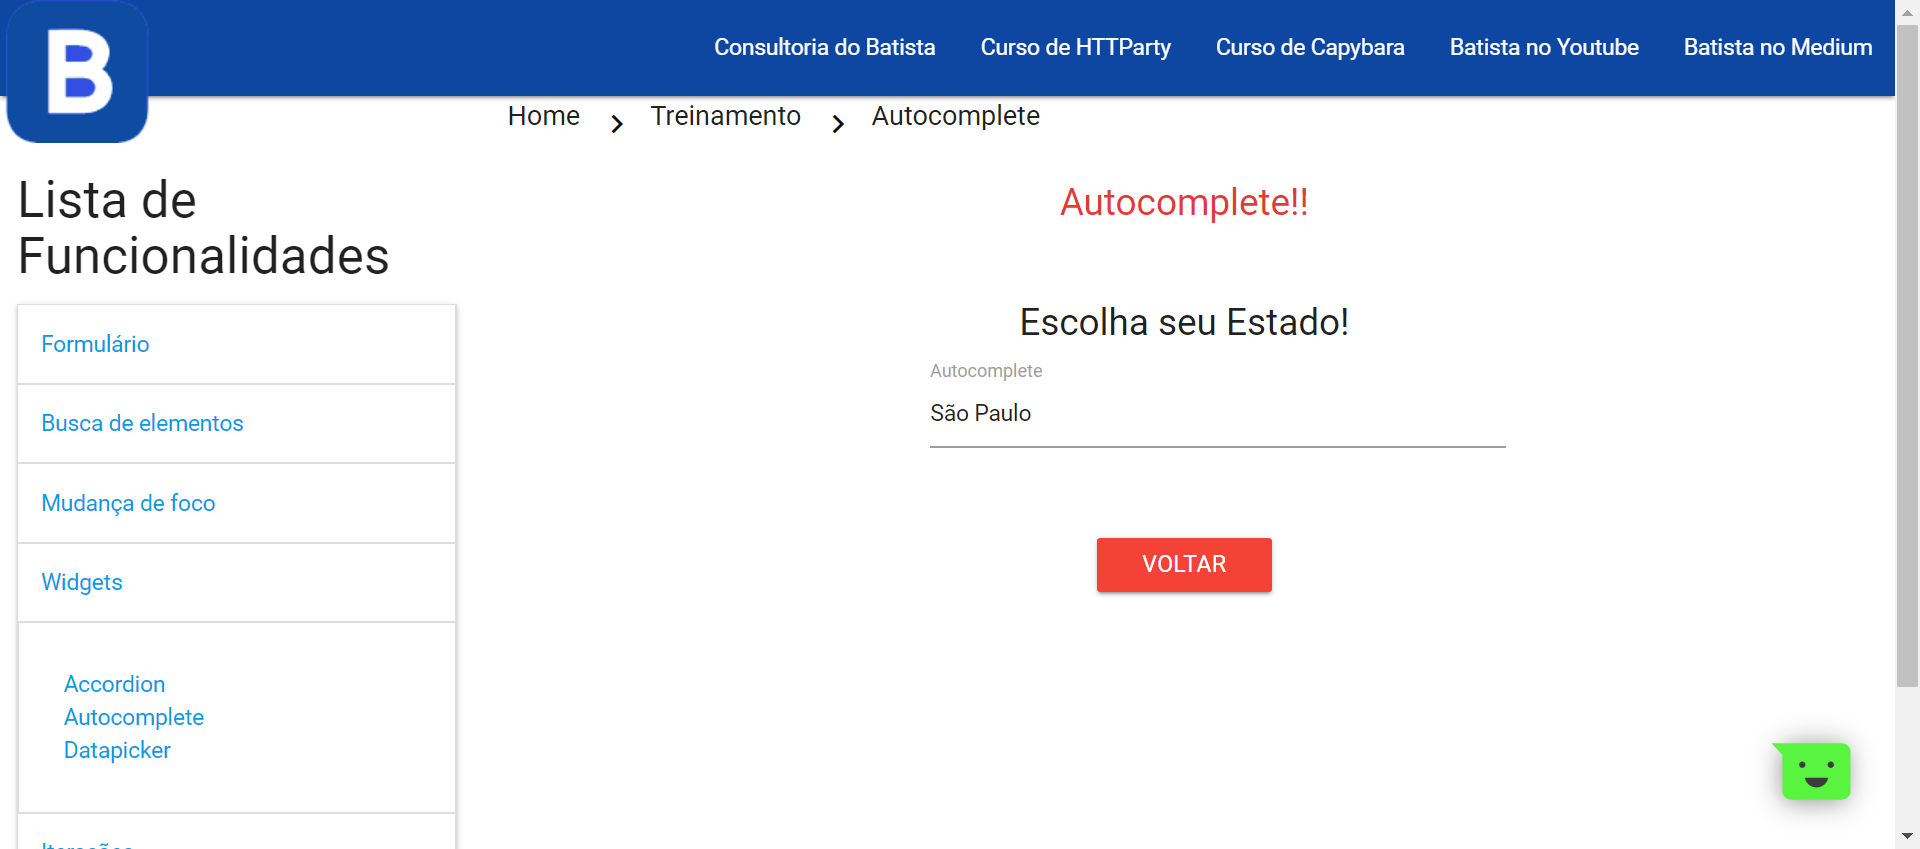 B
Consultoria do Batista
Curso de HTTParty
Curso de Capybara
Batista no Youtube
Batista no Medium
Home
Treinamento
Autocomplete
Lista de
Funcionalidades
Formulário
Busca de elementos
Mudança de foco
Widgets
Accordion
Autocomplete
Datapicker
Autocomplete!!
Escolha seu Estado!
Autocomplete
São Paulo
VOLTAR